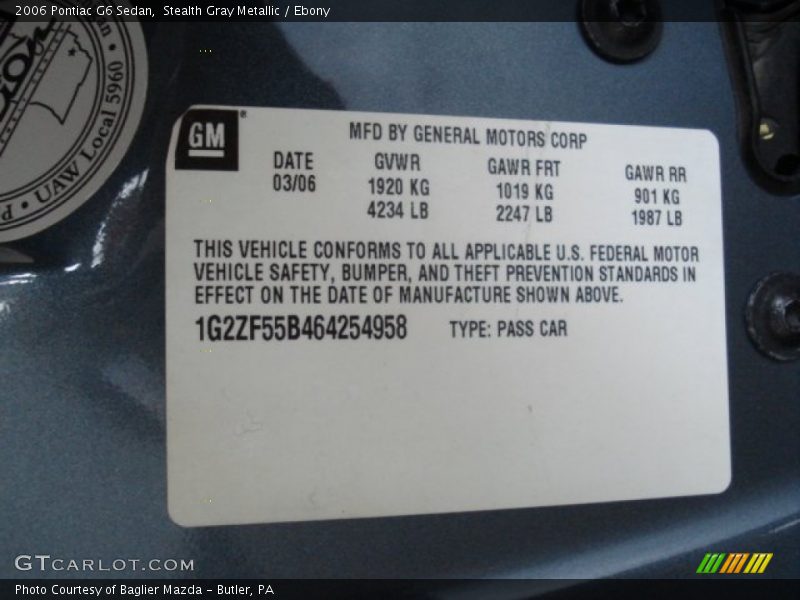 2006 Pontiac G6 Sedan, Stealth Gray Metallic / Ebony
UAW Local 5960
GM®
MFD BY GENERAL MOTORS CORP
DATE GVWR GAWR FRT GAWR RR
03/06 1920 KG 1019 KG 901 KG
4234 LB 2247 LB 1987 LB
THIS VEHICLE CONFORMS TO ALL APPLICABLE U.S. FEDERAL MOTOR
VEHICLE SAFETY, BUMPER, AND THEFT PREVENTION STANDARDS IN
EFFECT ON THE DATE OF MANUFACTURE SHOWN ABOVE.
1G2ZF55B464254958 TYPE: PASS CAR
GTCARLOT.COM
Photo Courtesy of Baglier Mazda - Butler, PA